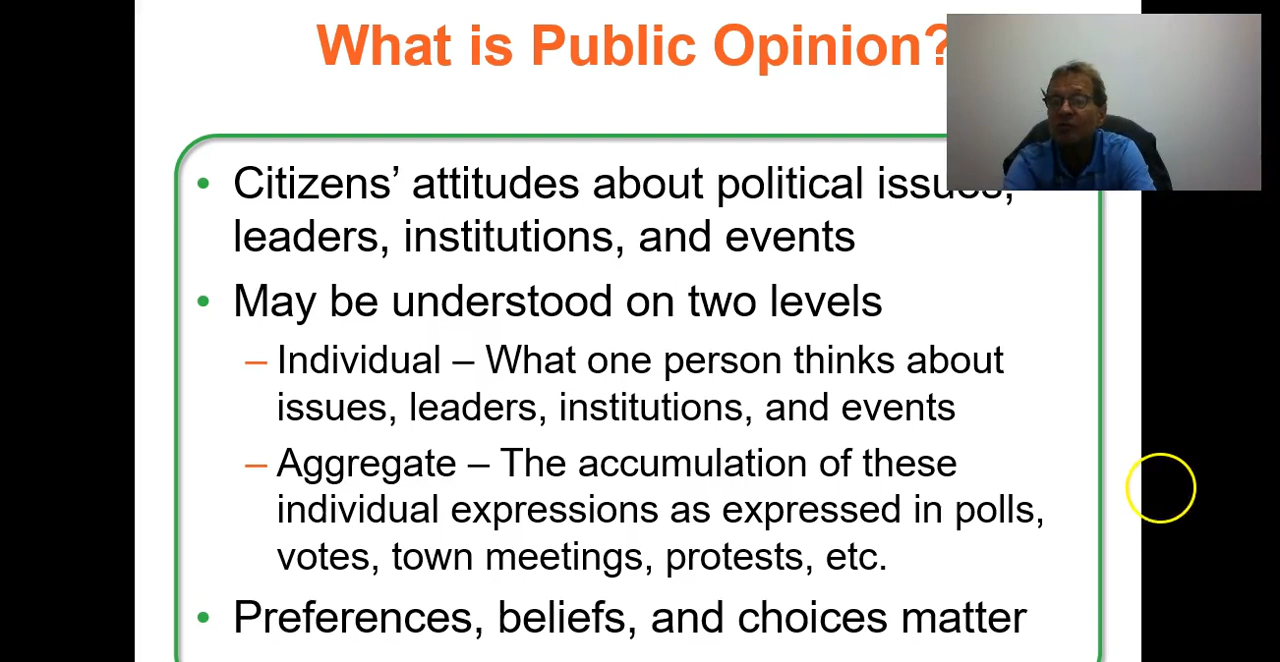 What is Public Opinion?
• Citizens’ attitudes about political issues,
leaders, institutions, and events
• May be understood on two levels
– Individual – What one person thinks about
issues, leaders, institutions, and events
– Aggregate – The accumulation of these
individual expressions as expressed in polls,
votes, town meetings, protests, etc.
• Preferences, beliefs, and choices matter